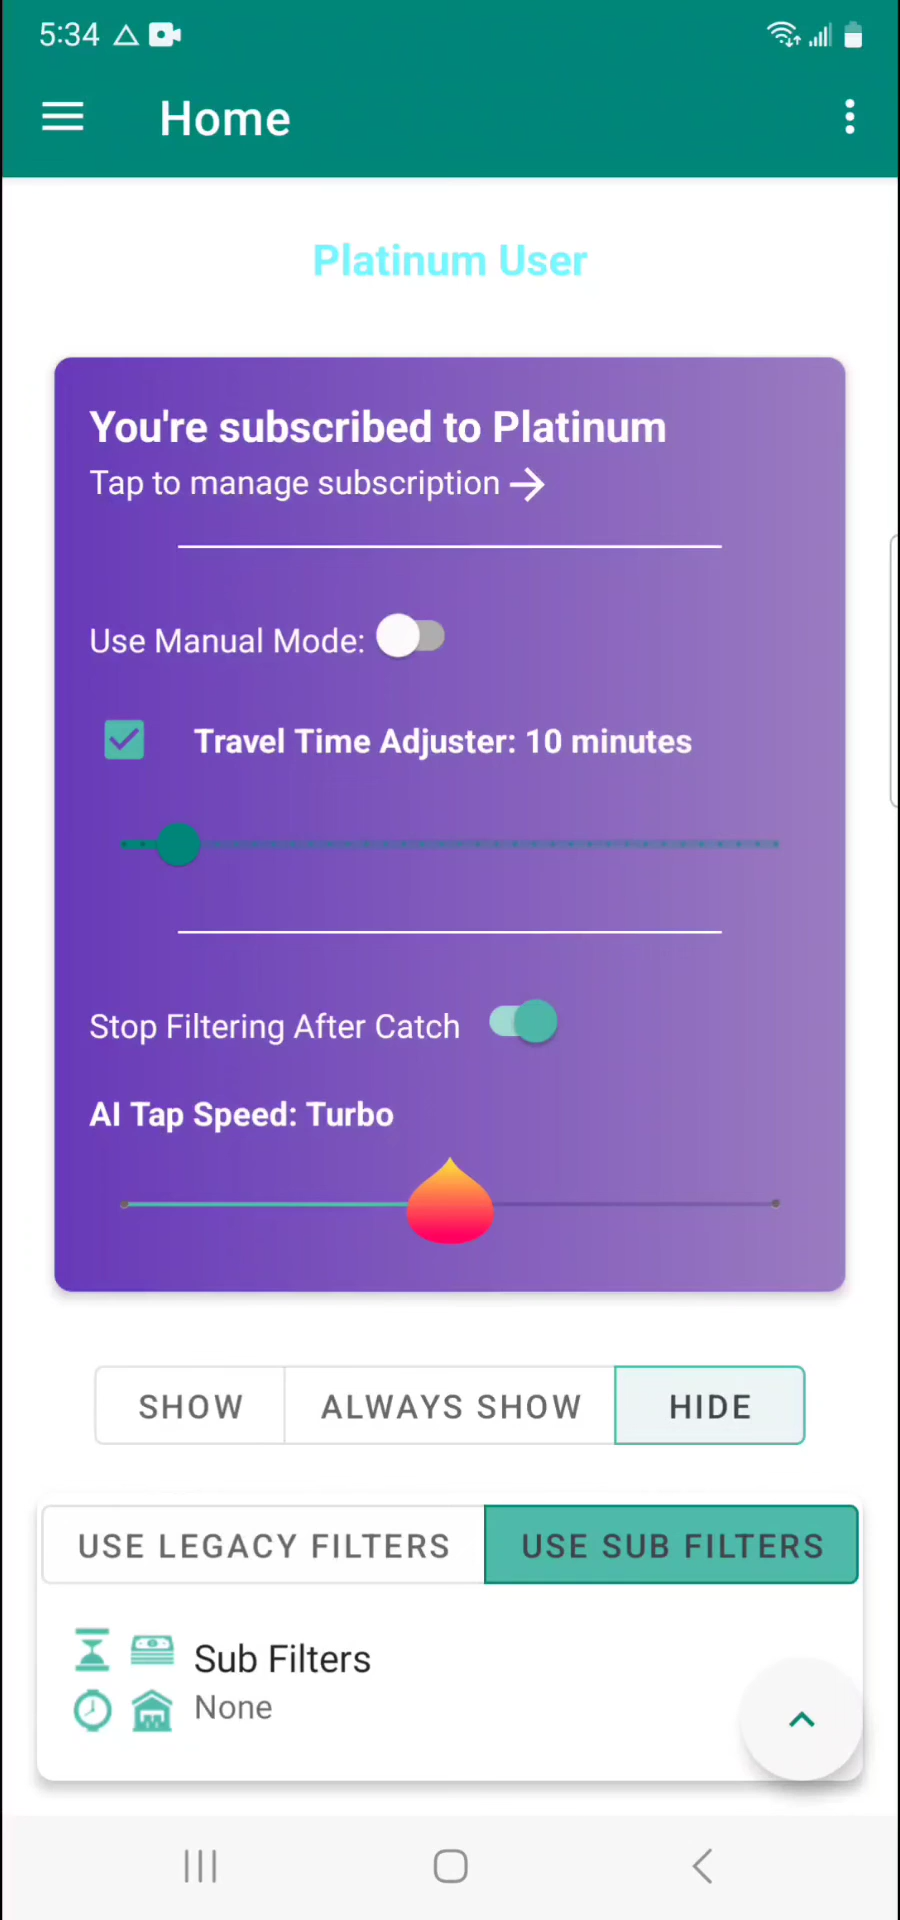 5:34
Home
Platinum User
You're subscribed to Platinum
Tap to manage subscription →
Use Manual Mode:
Travel Time Adjuster: 10 minutes
Stop Filtering After Catch
AI Tap Speed: Turbo
SHOW ALWAYS SHOW HIDE
USE LEGACY FILTERS USE SUB FILTERS
Sub Filters
None